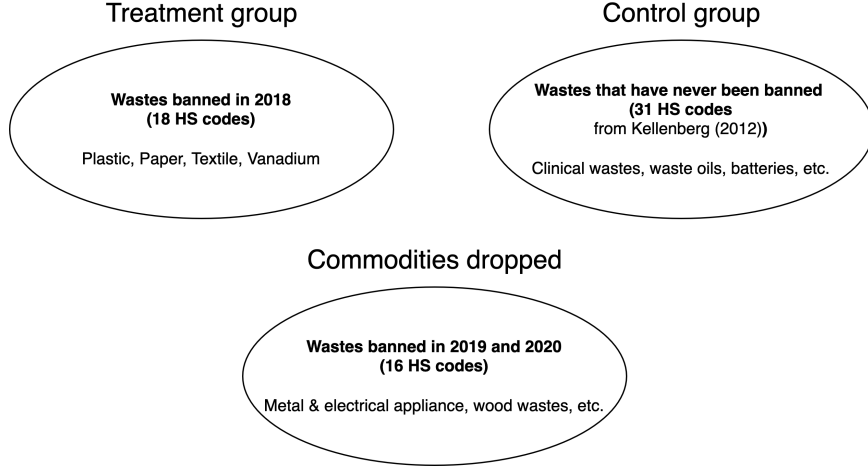 Treatment group
Wastes banned in 2018
(18 HS codes)
Plastic, Paper, Textile, Vanadium
Control group
Wastes that have never been banned
(31 HS codes
from Kellenberg (2012))
Clinical wastes, waste oils, batteries, etc.
Commodities dropped
Wastes banned in 2019 and 2020
(16 HS codes)
Metal & electrical appliance, wood wastes, etc.